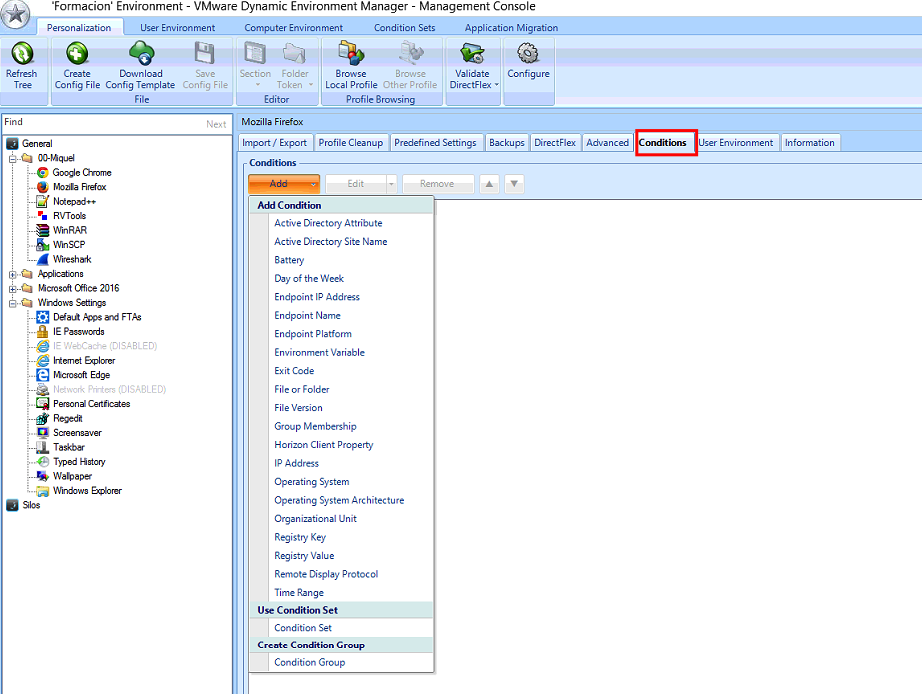 'Formacion' Environment - VMware Dynamic Environment Manager - Management Console
Personalization User Environment Computer Environment Condition Sets Application Migration
Refresh Tree
Create Config File
Download Config Template
Save Config File
File
Section
Folder Token
Editor
Browse Local Profile
Browse Other Profile
Profile Browsing
Validate DirectFlex
Configure
Find Next
General
00-Miquel
Google Chrome
Mozilla Firefox
Notepad++
RVTools
WinRAR
WinSCP
Wireshark
Applications
Microsoft Office 2016
Windows Settings
Default Apps and FTAs
IE Passwords
IE WebCache (DISABLED)
Internet Explorer
Microsoft Edge
Network Printers (DISABLED)
Personal Certificates
Regedit
Screensaver
Taskbar
Typed History
Wallpaper
Windows Explorer
Silos
Mozilla Firefox
Import / Export Profile Cleanup Predefined Settings Backups DirectFlex Advanced Conditions User Environment Information
Conditions
Add Edit Remove
Add Condition
Active Directory Attribute
Active Directory Site Name
Battery
Day of the Week
Endpoint IP Address
Endpoint Name
Endpoint Platform
Environment Variable
Exit Code
File or Folder
File Version
Group Membership
Horizon Client Property
IP Address
Operating System
Operating System Architecture
Organizational Unit
Registry Key
Registry Value
Remote Display Protocol
Time Range
Use Condition Set
Condition Set
Create Condition Group
Condition Group